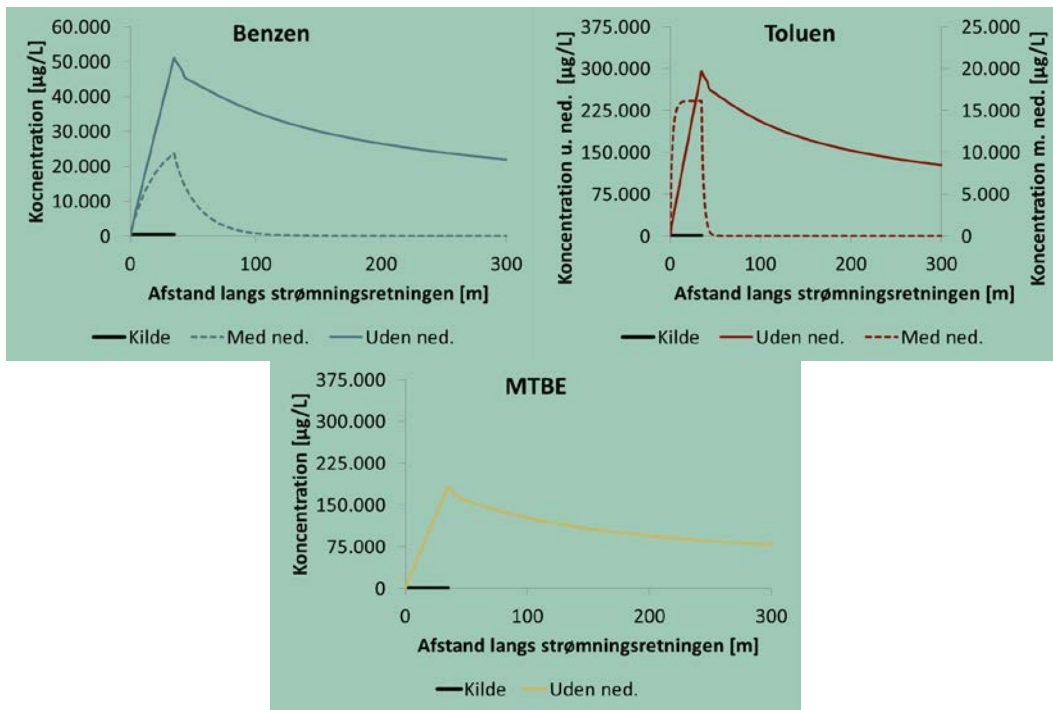 Benzen
Kocnentration [µg/L]
60.000
50.000
40.000
30.000
20.000
10.000
0
0 100 200 300
Afstand langs strømningsretningen [m]
Kilde Med ned. Uden ned.
Toluen
Koncentration u. ned. [µg/L]
375.000
300.000
225.000
150.000
75.000
0
25.000
20.000
15.000
10.000
5.000
0
Koncentration m. ned. [µg/L]
0 100 200 300
Afstand langs strømningsretningen [m]
Kilde Uden ned. Med ned.
MTBE
Koncentration [µg/L]
375.000
300.000
225.000
150.000
75.000
0
0 100 200 300
Afstand langs strømningsretningen [m]
Kilde Uden ned.